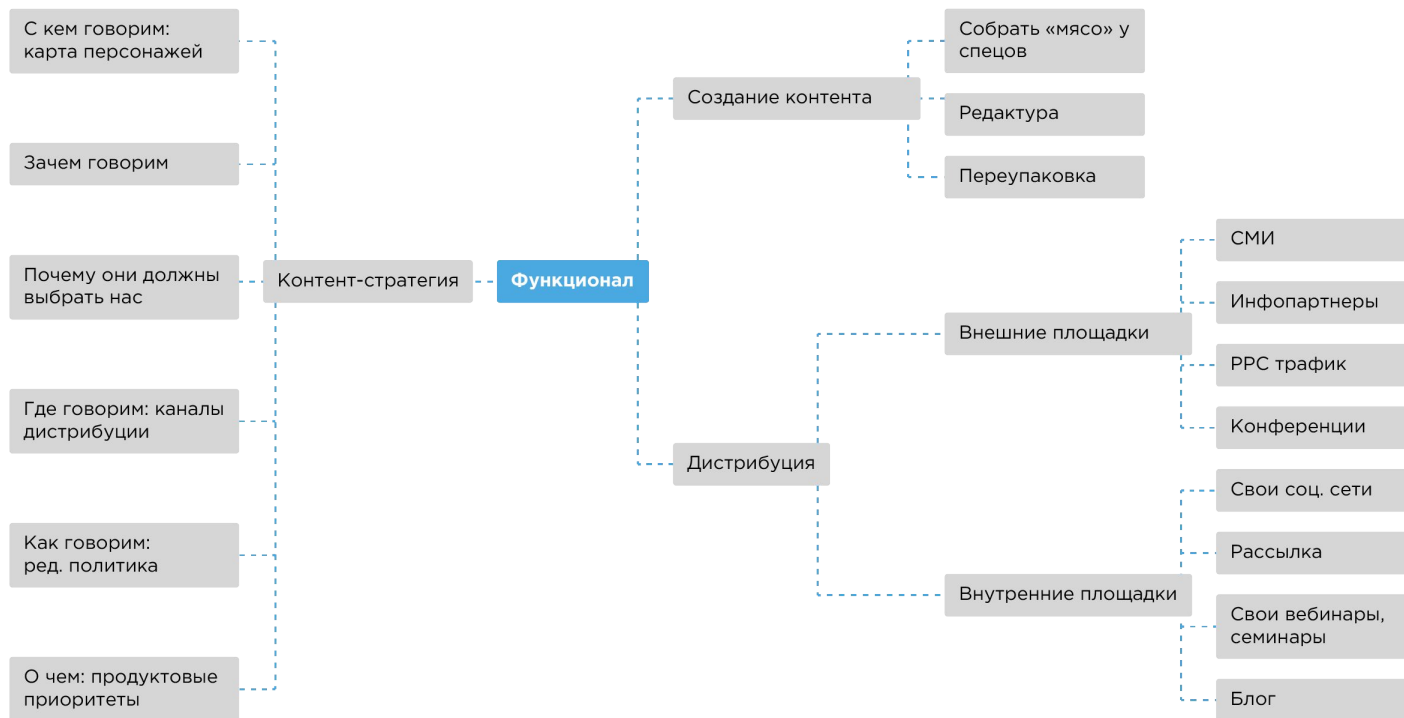 С кем говорим:
карта персонажей
Зачем говорим
Почему они должны
выбрать нас
Где говорим: каналы
дистрибуции
Как говорим:
ред. политика
О чем: продуктовые
приоритеты
Контент-стратегия
Функционал
Создание контента
Собрать «мясо» у
спецов
Редактура
Переупаковка
Дистрибуция
Внешние площадки
СМИ
Инфопартнеры
PPC трафик
Конференции
Внутренние площадки
Свои соц. сети
Рассылка
Свои вебинары,
семинары
Блог